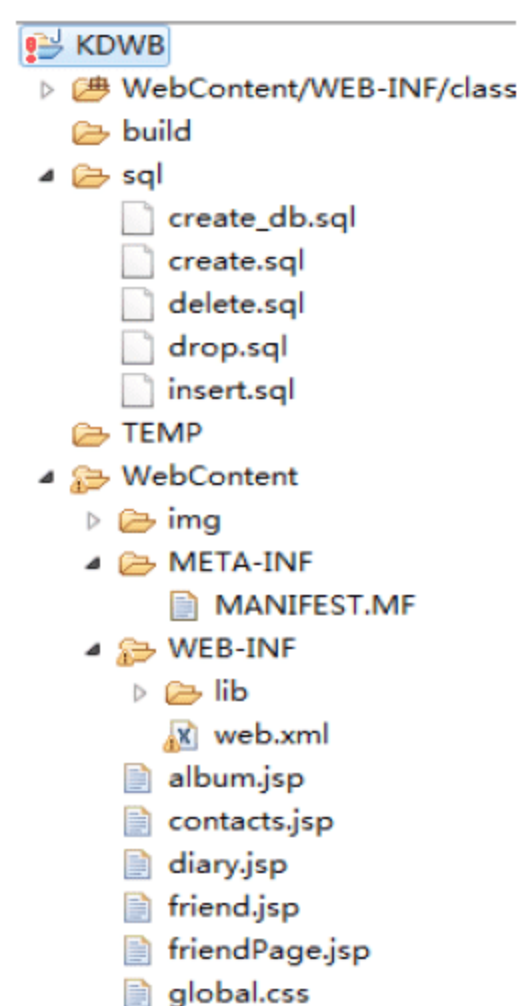 KDWB
WebContent/WEB-INF/class
build
sql
create_db.sql
create.sql
delete.sql
drop.sql
insert.sql
TEMP
WebContent
img
META-INF
MANIFEST.MF
WEB-INF
lib
web.xml
album.jsp
contacts.jsp
diary.jsp
friend.jsp
friendPage.jsp
global.css